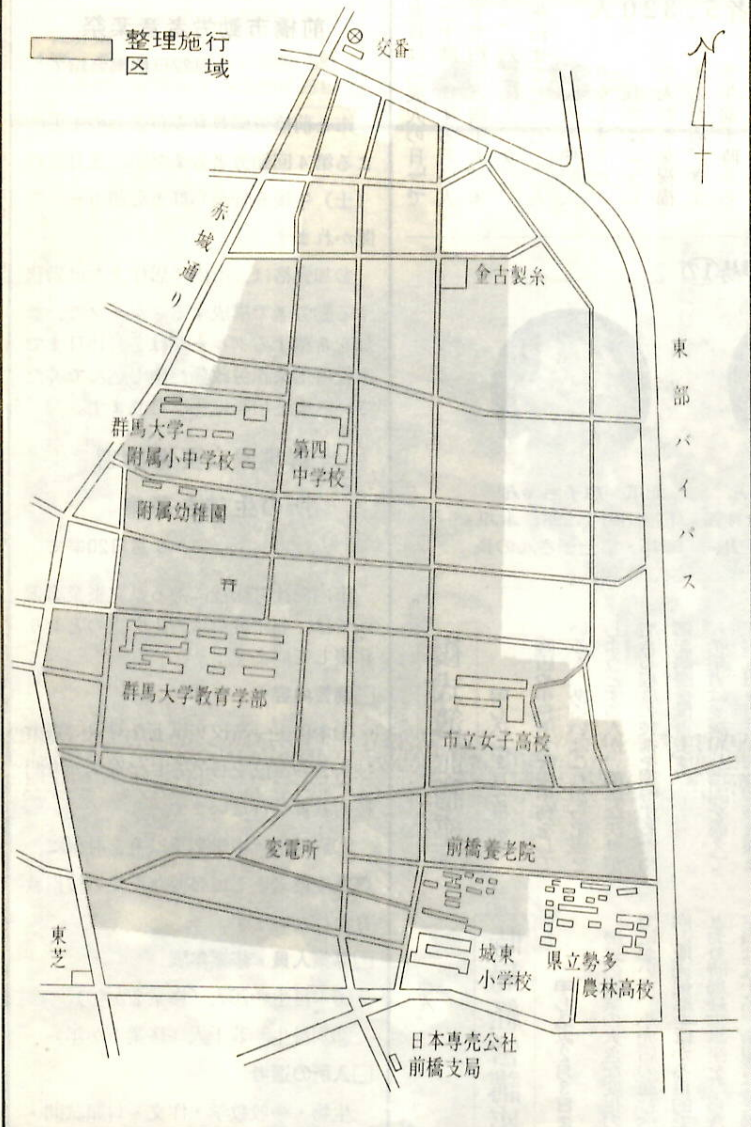 整理施行
区域
交番
N
赤城通り
金古製糸
東部バイパス
群馬大学
附属小中学校
第四
中学校
附属幼稚園
群馬大学教育学部
市立女子高校
変電所
前橋養老院
東芝
城東
小学校
県立勢多
農林高校
日本専売公社
前橋支局